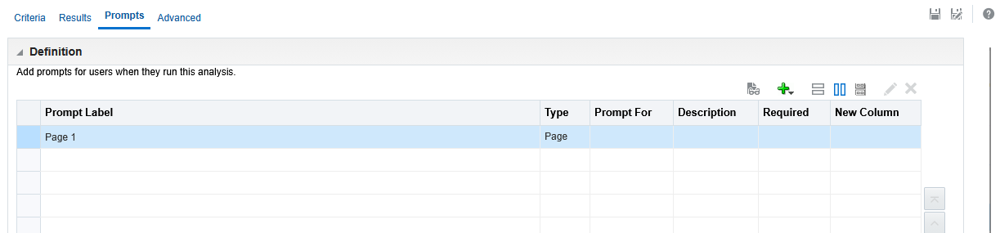 Criteria Results Prompts Advanced
Definition
Add prompts for users when they run this analysis.
Prompt Label Type Prompt For Description Required New Column
Page 1 Page